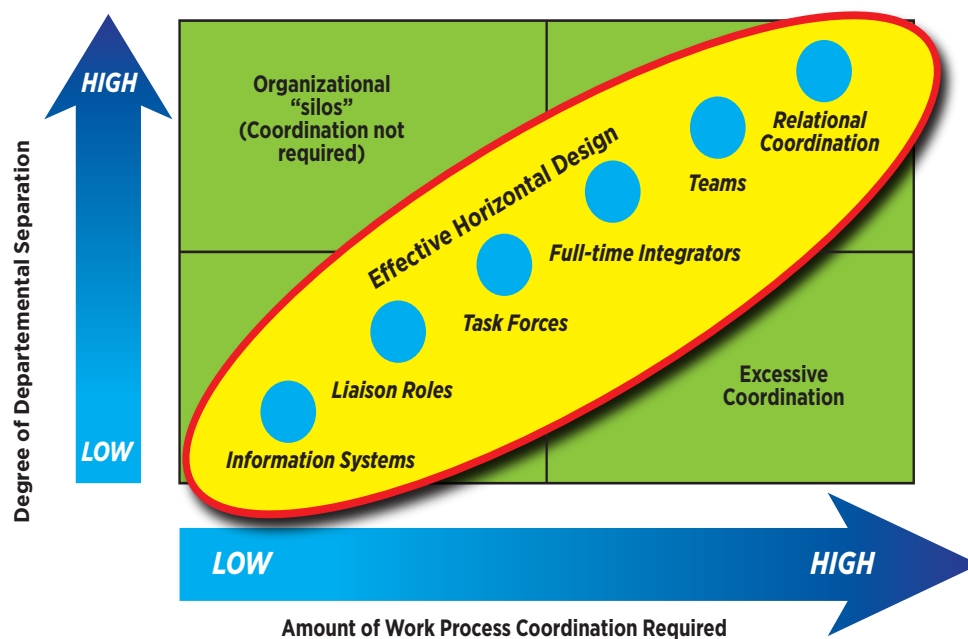 HIGH
LOW
Degree of Departemental Separation
Organizational
“silos”
(Coordination not
required)
Effective Horizontal Design
Relational
Coordination
Teams
Full-time Integrators
Task Forces
Liaison Roles
Information Systems
Excessive
Coordination
LOW
HIGH
Amount of Work Process Coordination Required